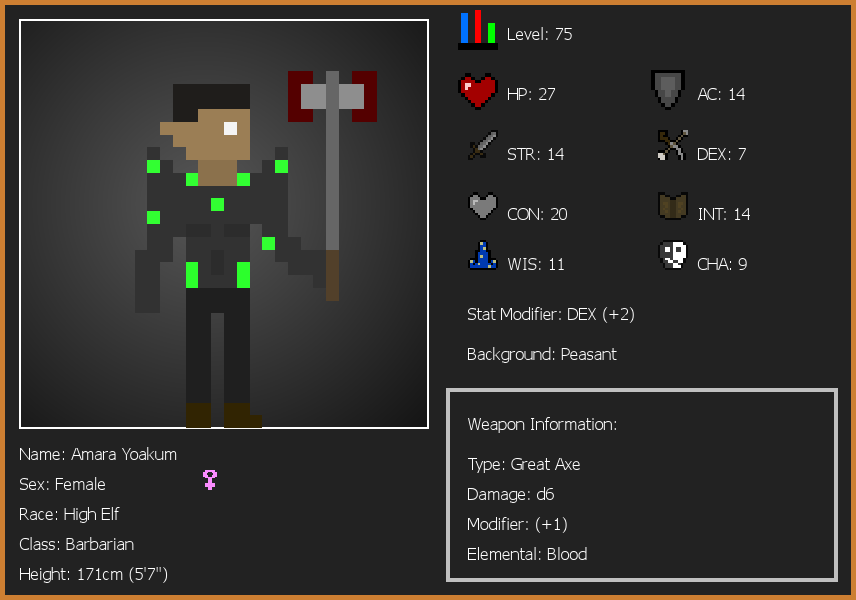 Level: 75
HP: 27
AC: 14
STR: 14
DEX: 7
CON: 20
INT: 14
WIS: 11
CHA: 9
Stat Modifier: DEX (+2)
Background: Peasant
Weapon Information:
Type: Great Axe
Damage: d6
Modifier: (+1)
Elemental: Blood
Name: Amara Yoakum
Sex: Female
Race: High Elf
Class: Barbarian
Height: 171cm (5'7")